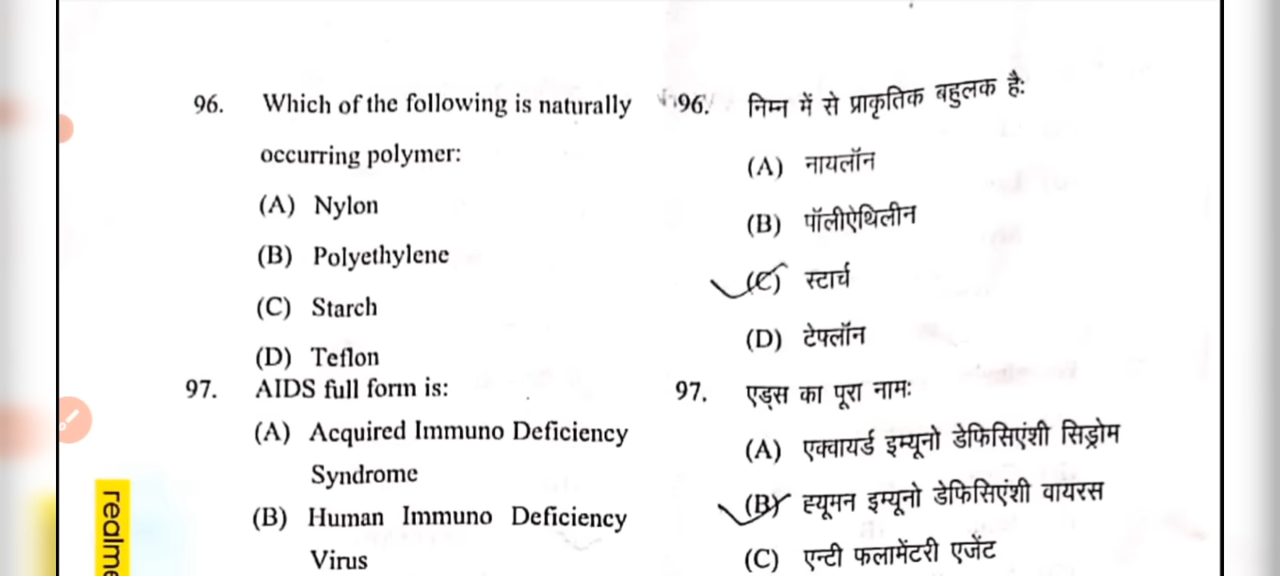 96. Which of the following is naturally
occurring polymer:
(A) Nylon
(B) Polyethylene
(C) Starch
(D) Teflon
97. AIDS full form is:
(A) Acquired Immuno Deficiency
Syndrome
(B) Human Immuno Deficiency
Virus
96. निम्न में से प्राकृतिक बहुलक है:
(A) नायलॉन
(B) पॉलीऐथिलीन
(C) स्टार्च
(D) टेफ्लॉन
97. एड्स का पूरा नाम:
(A) एक्वायर्ड इम्यूनो डेफिसिएंशी सिड्रोम
(B) ह्यूमन इम्यूनो डेफिसिएंशी वायरस
(C) एन्टी फलामेंटरी एजेंट
realme